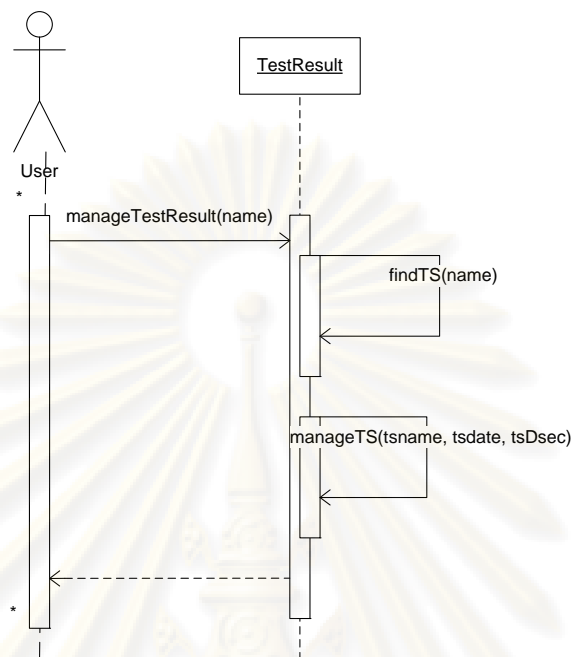 TestResult
User
*
manageTestResult(name)
findTS(name)
manageTS(tsname, tsdate, tsDsec)
*